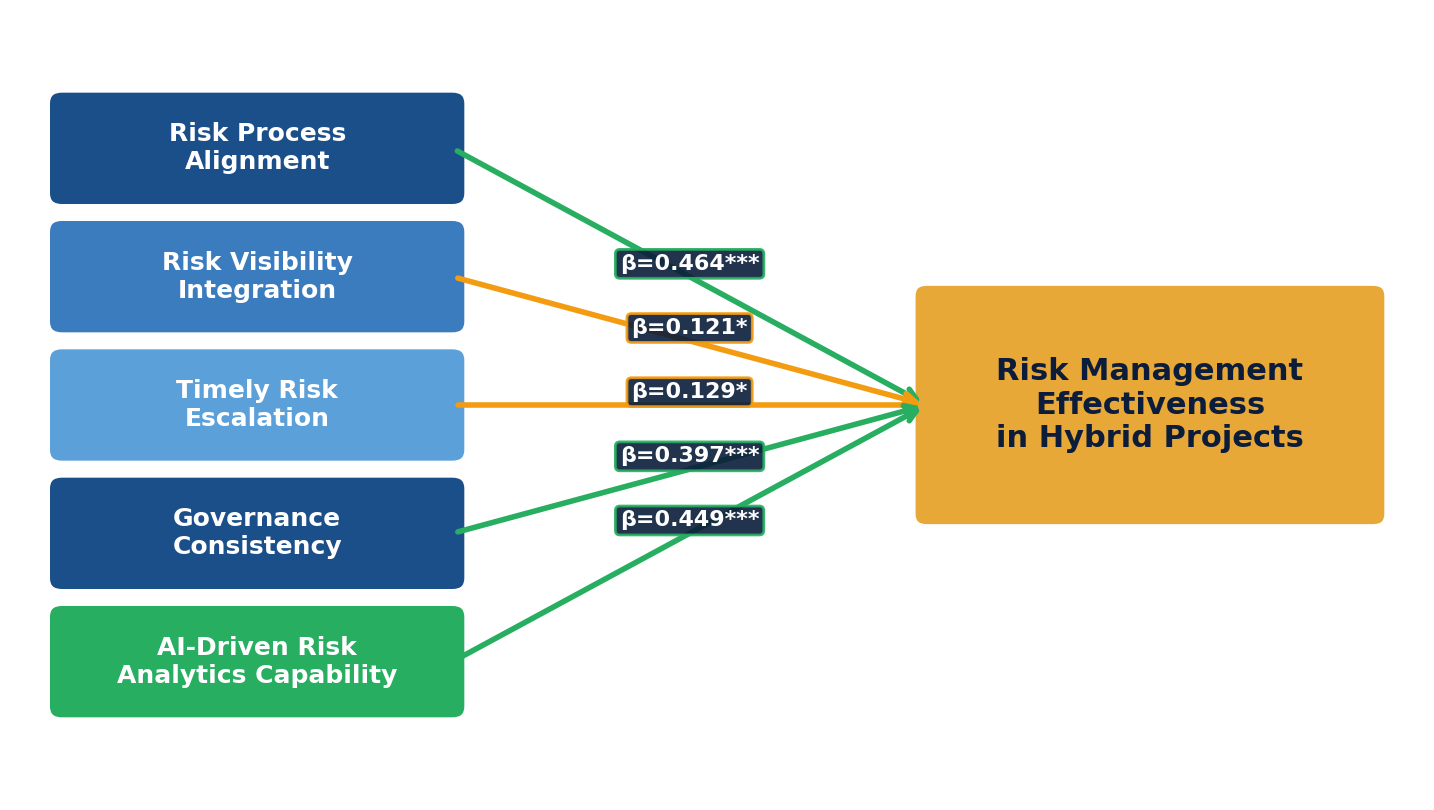 Risk Process
Alignment
Risk Visibility
Integration
Timely Risk
Escalation
Governance
Consistency
AI-Driven Risk
Analytics Capability
β=0.464***
β=0.121*
β=0.129*
β=0.397***
β=0.449***
Risk Management
Effectiveness
in Hybrid Projects